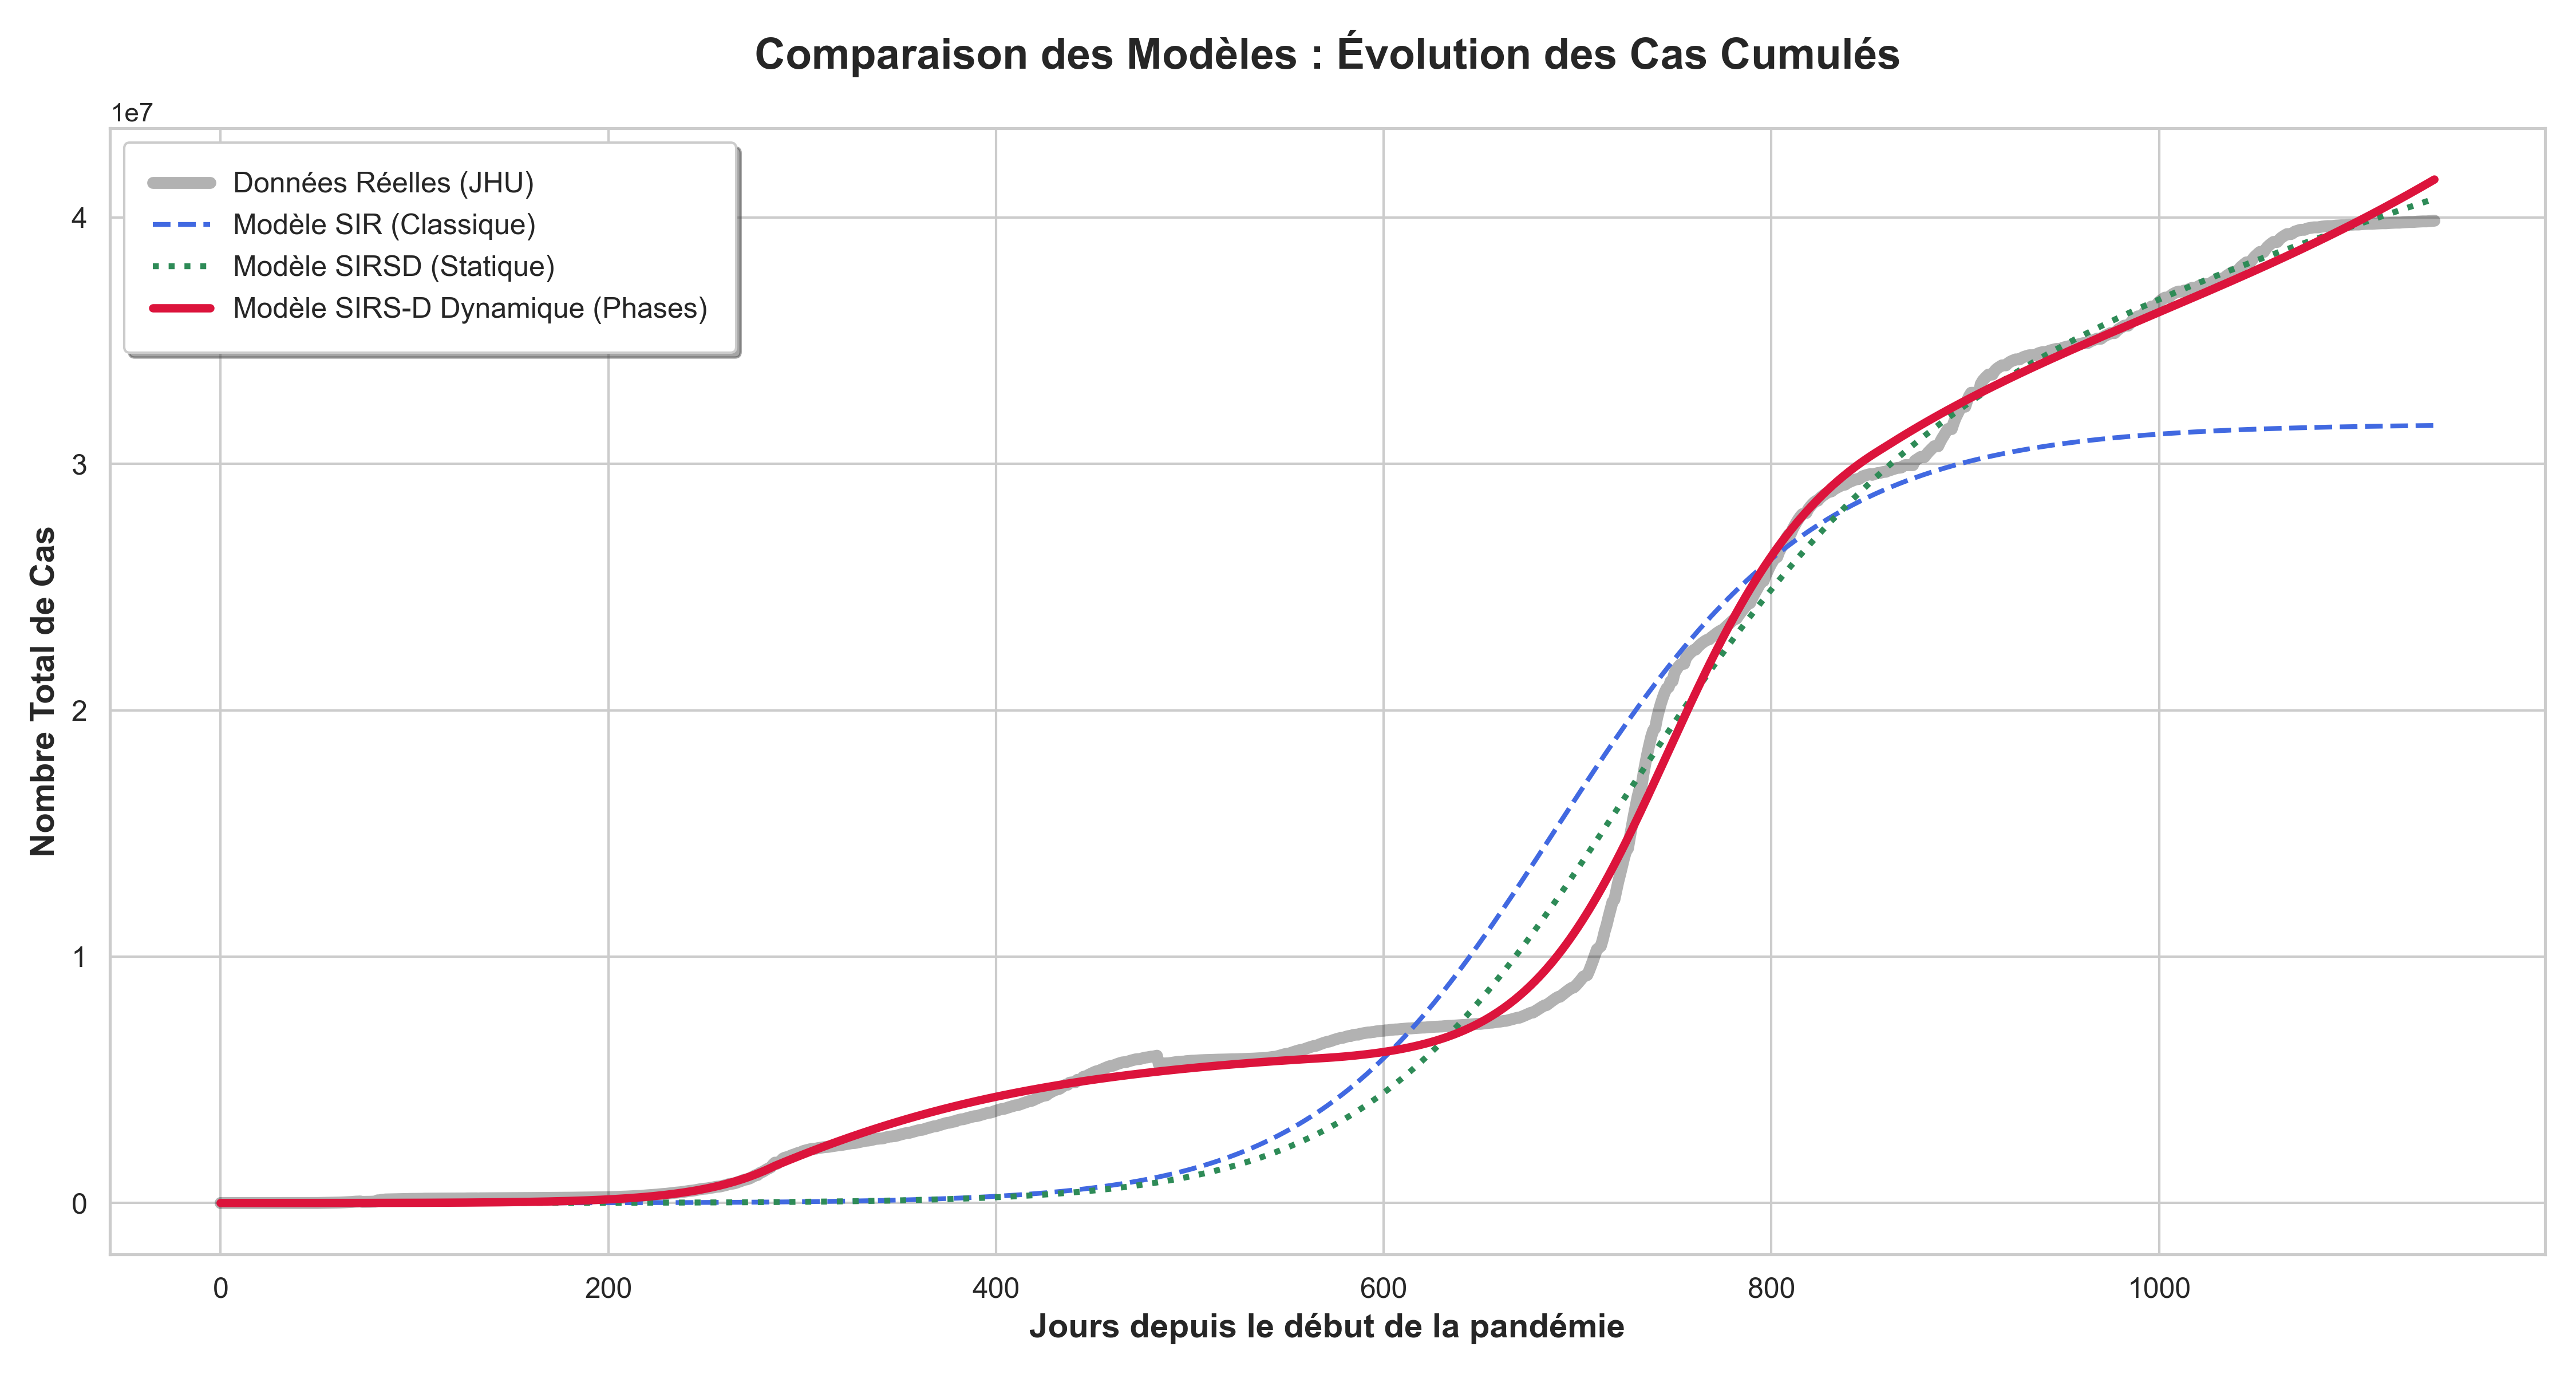 Comparaison des Modèles : Évolution des Cas Cumulés
1e7
Données Réelles (JHU)
Modèle SIR (Classique)
Modèle SIRSD (Statique)
Modèle SIRS-D Dynamique (Phases)
4
3
2
1
0
Nombre Total de Cas
0 200 400 600 800 1000
Jours depuis le début de la pandémie